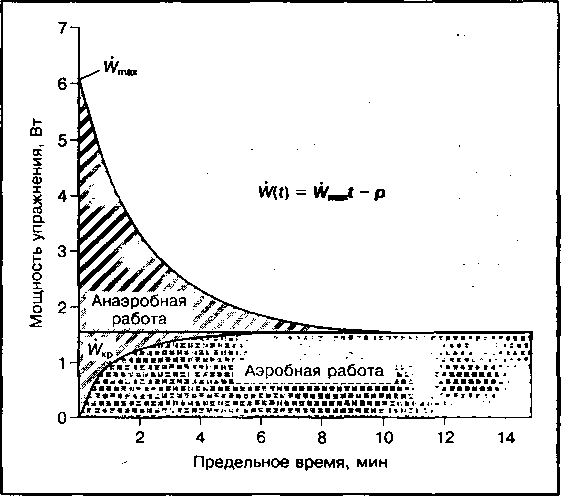 7
Ẇmax
6
5
Мощность упражнения, Вт
4
Ẇ(t) = Ẇmaxt – p
3
2
Анаэробная
работа
Ẇкр
1
Аэробная работа
0
2 4 6 8 10 12 14
Предельное время, мин